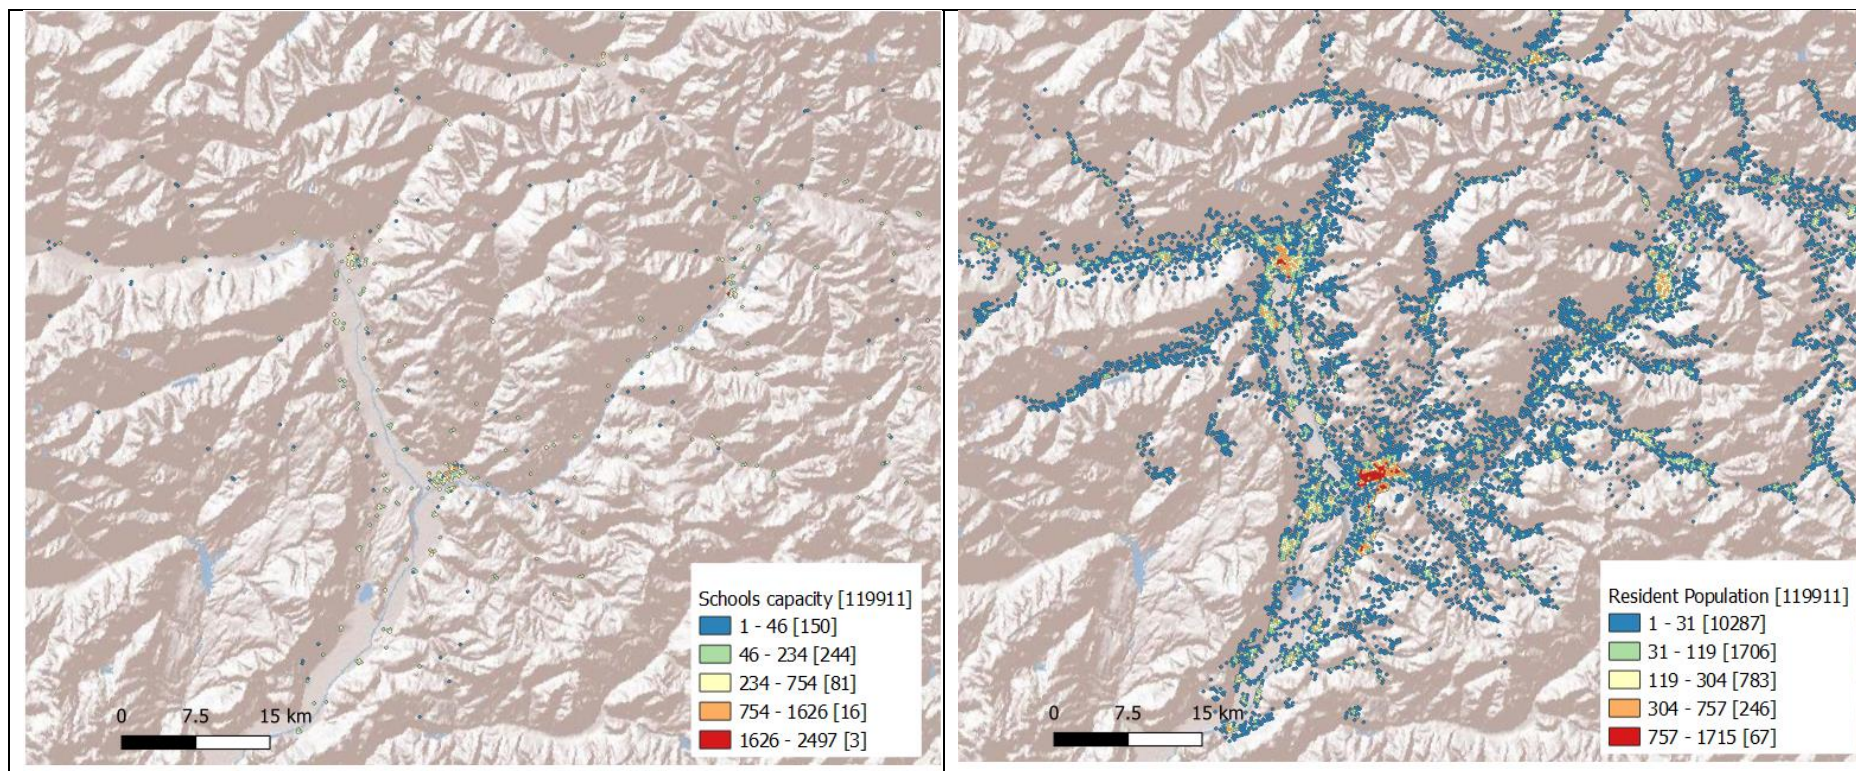 Schools capacity [119911]
1 - 46 [150]
46 - 234 [244]
234 - 754 [81]
754 - 1626 [16]
1626 - 2497 [3]
0 7.5 15 km
Resident Population [119911]
1 - 31 [10287]
31 - 119 [1706]
119 - 304 [783]
304 - 757 [246]
757 - 1715 [67]
0 7.5 15 km